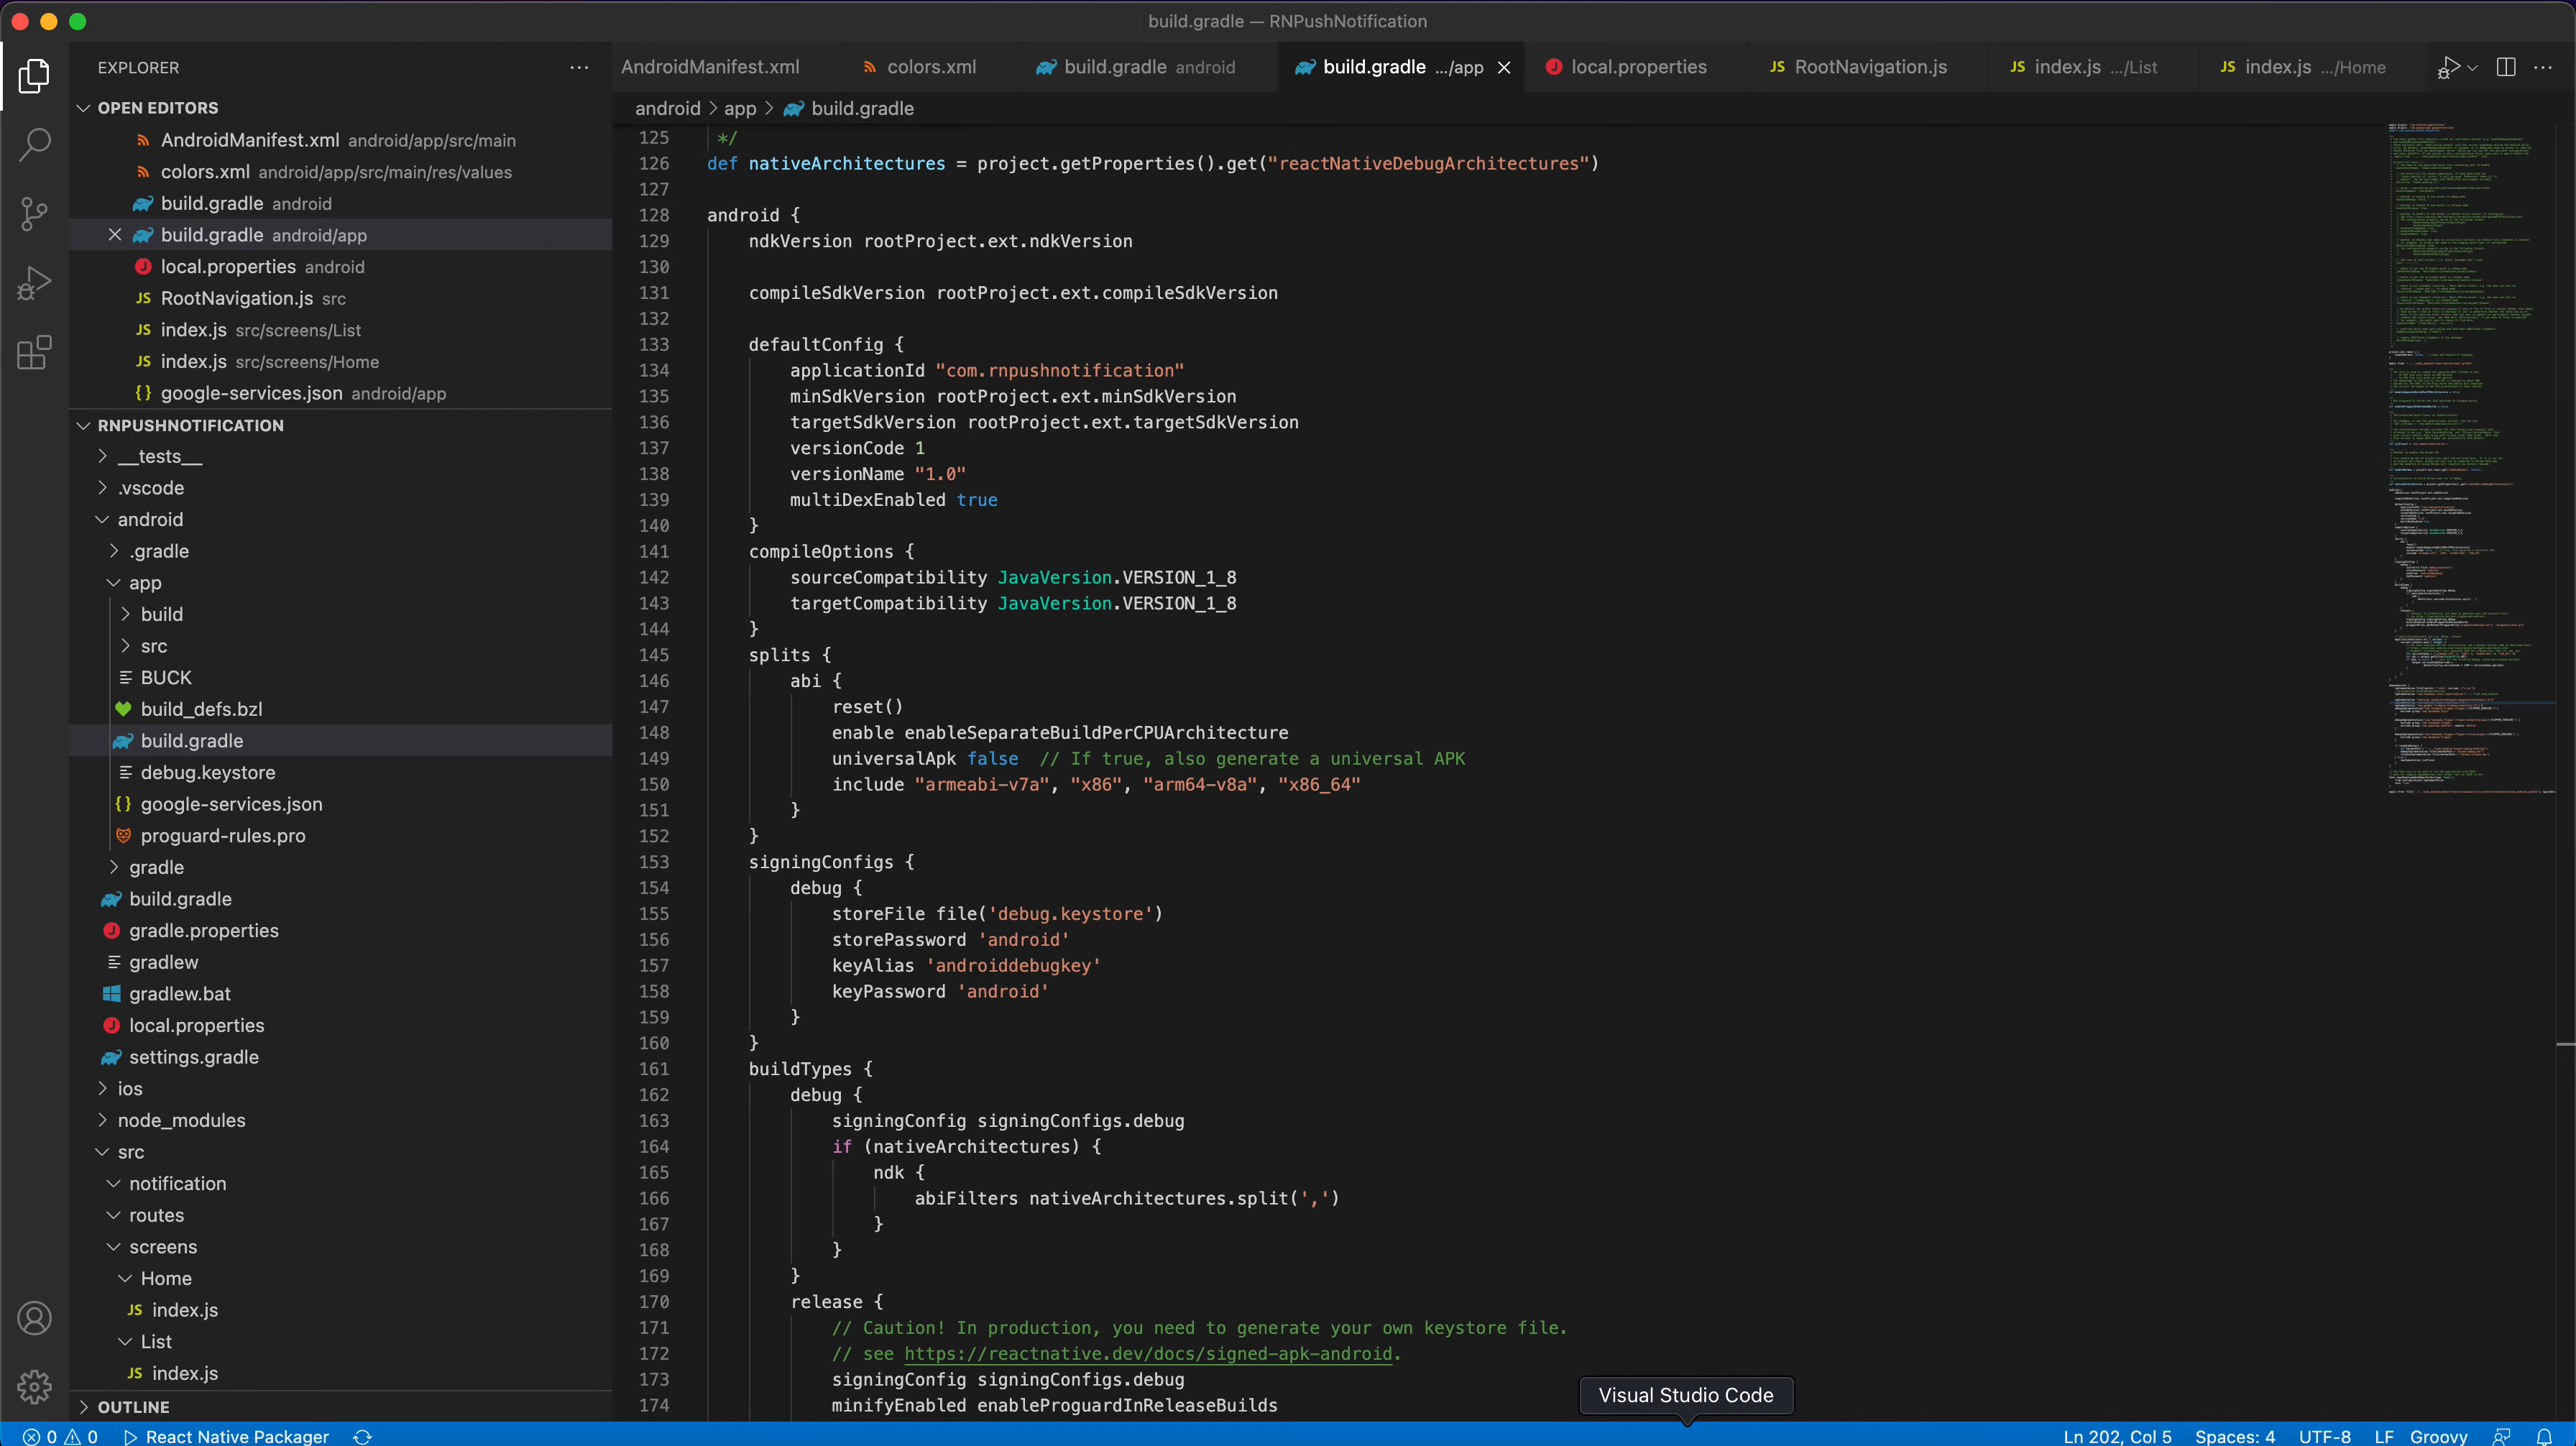 build.gradle — RNPushNotification
EXPLORER
OPEN EDITORS
AndroidManifest.xml android/app/src/main
colors.xml android/app/src/main/res/values
build.gradle android
build.gradle android/app
local.properties android
JS RootNavigation.js src
JS index.js src/screens/List
JS index.js src/screens/Home
{} google-services.json android/app
RNPUSHNOTIFICATION
__tests__
.vscode
android
.gradle
app
build
src
BUCK
build_defs.bzl
build.gradle
debug.keystore
{} google-services.json
proguard-rules.pro
gradle
build.gradle
gradle.properties
gradlew
gradlew.bat
local.properties
settings.gradle
ios
node_modules
src
notification
routes
screens
Home
JS index.js
List
JS index.js
OUTLINE
AndroidManifest.xml colors.xml build.gradle android build.gradle .../app local.properties JS RootNavigation.js JS index.js .../List JS index.js .../Home
android > app > build.gradle
125 */
126 def nativeArchitectures = project.getProperties().get("reactNativeDebugArchitectures")
127
128 android {
129 ndkVersion rootProject.ext.ndkVersion
130
131 compileSdkVersion rootProject.ext.compileSdkVersion
132
133 defaultConfig {
134 applicationId "com.rnpushnotification"
135 minSdkVersion rootProject.ext.minSdkVersion
136 targetSdkVersion rootProject.ext.targetSdkVersion
137 versionCode 1
138 versionName "1.0"
139 multiDexEnabled true
140 }
141 compileOptions {
142 sourceCompatibility JavaVersion.VERSION_1_8
143 targetCompatibility JavaVersion.VERSION_1_8
144 }
145 splits {
146 abi {
147 reset()
148 enable enableSeparateBuildPerCPUArchitecture
149 universalApk false // If true, also generate a universal APK
150 include "armeabi-v7a", "x86", "arm64-v8a", "x86_64"
151 }
152 }
153 signingConfigs {
154 debug {
155 storeFile file('debug.keystore')
156 storePassword 'android'
157 keyAlias 'androiddebugkey'
158 keyPassword 'android'
159 }
160 }
161 buildTypes {
162 debug {
163 signingConfig signingConfigs.debug
164 if (nativeArchitectures) {
165 ndk {
166 abiFilters nativeArchitectures.split(',')
167 }
168 }
169 }
170 release {
171 // Caution! In production, you need to generate your own keystore file.
172 // see https://reactnative.dev/docs/signed-apk-android.
173 signingConfig signingConfigs.debug
174 minifyEnabled enableProguardInReleaseBuilds
Visual Studio Code
0 0 React Native Packager Ln 202, Col 5 Spaces: 4 UTF-8 LF Groovy